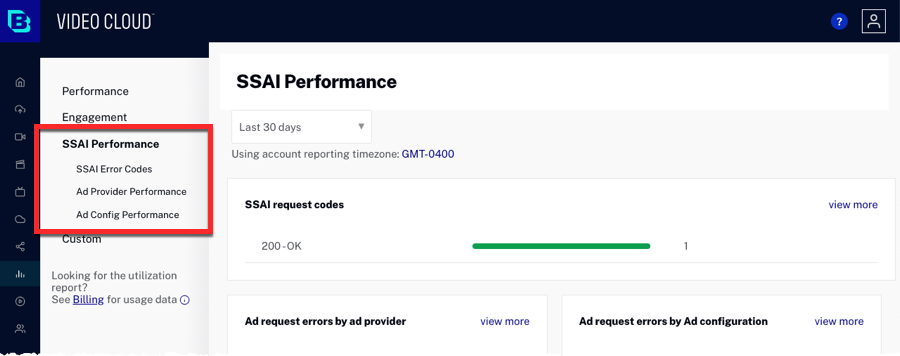 VIDEO CLOUD™
?
Performance
Engagement
SSAI Performance
SSAI Error Codes
Ad Provider Performance
Ad Config Performance
Custom
Looking for the utilization
report?
See Billing for usage data
SSAI Performance
Last 30 days
Using account reporting timezone: GMT-0400
SSAI request codes view more
200 - OK 1
Ad request errors by ad provider view more
Ad request errors by Ad configuration view more